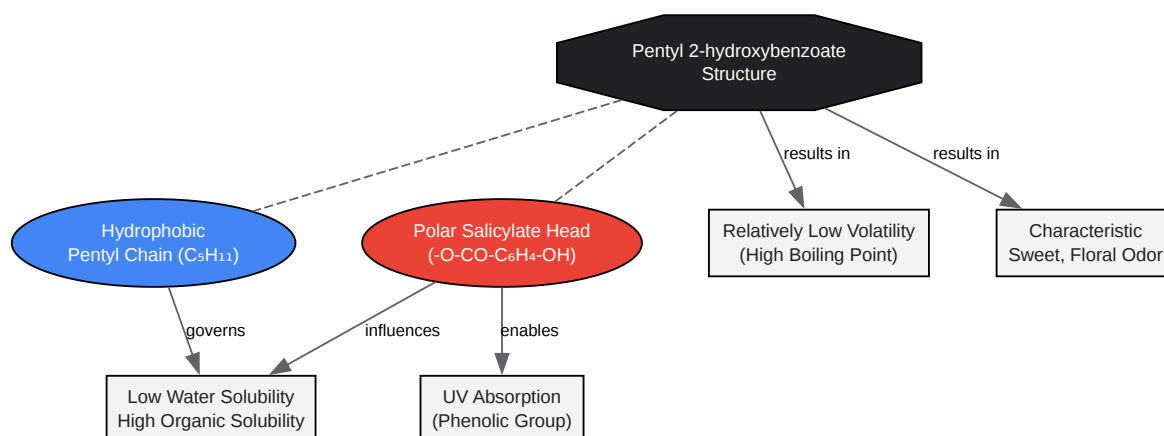 Pentyl 2-hydroxybenzoate
Structure
results in
results in
Hydrophobic
Pentyl Chain (C₅H₁₁)
Polar Salicylate Head
(-O-CO-C₆H₄-OH)
Relatively Low Volatility
(High Boiling Point)
Characteristic
Sweet, Floral Odor
governs
influences
enables
Low Water Solubility
High Organic Solubility
UV Absorption
(Phenolic Group)